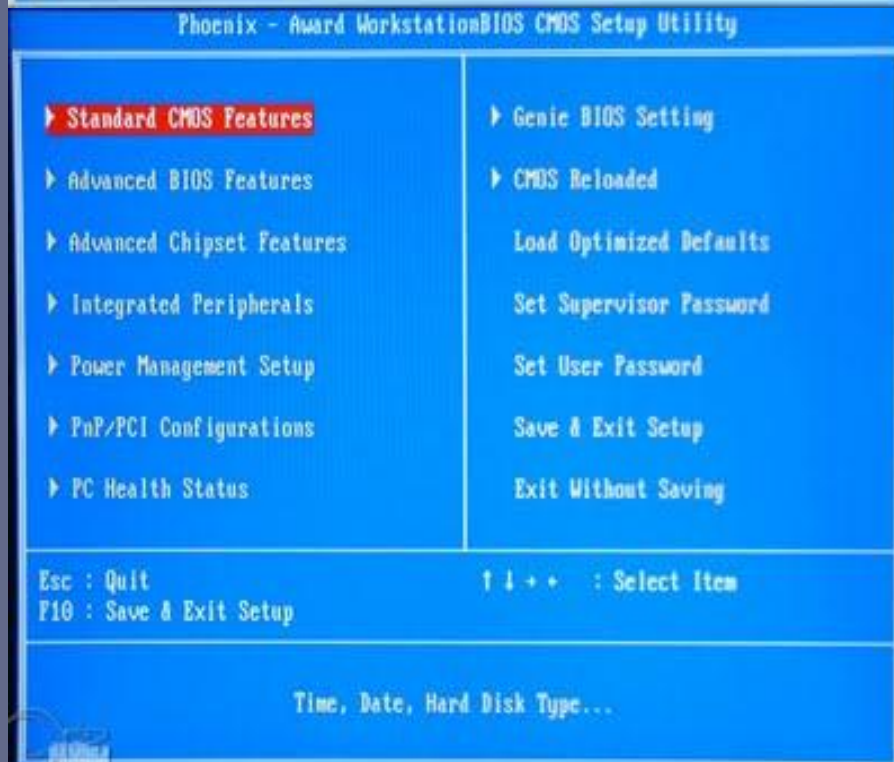 Phoenix - Award WorkstationBIOS CMOS Setup Utility
Standard CMOS Features
Advanced BIOS Features
Advanced Chipset Features
Integrated Peripherals
Power Management Setup
PnP/PCI Configurations
PC Health Status
Genie BIOS Setting
CMOS Reloaded
Load Optimized Defaults
Set Supervisor Password
Set User Password
Save & Exit Setup
Exit Without Saving
Esc : Quit
F10 : Save & Exit Setup
↑ ↓ → ← : Select Item
Time, Date, Hard Disk Type...